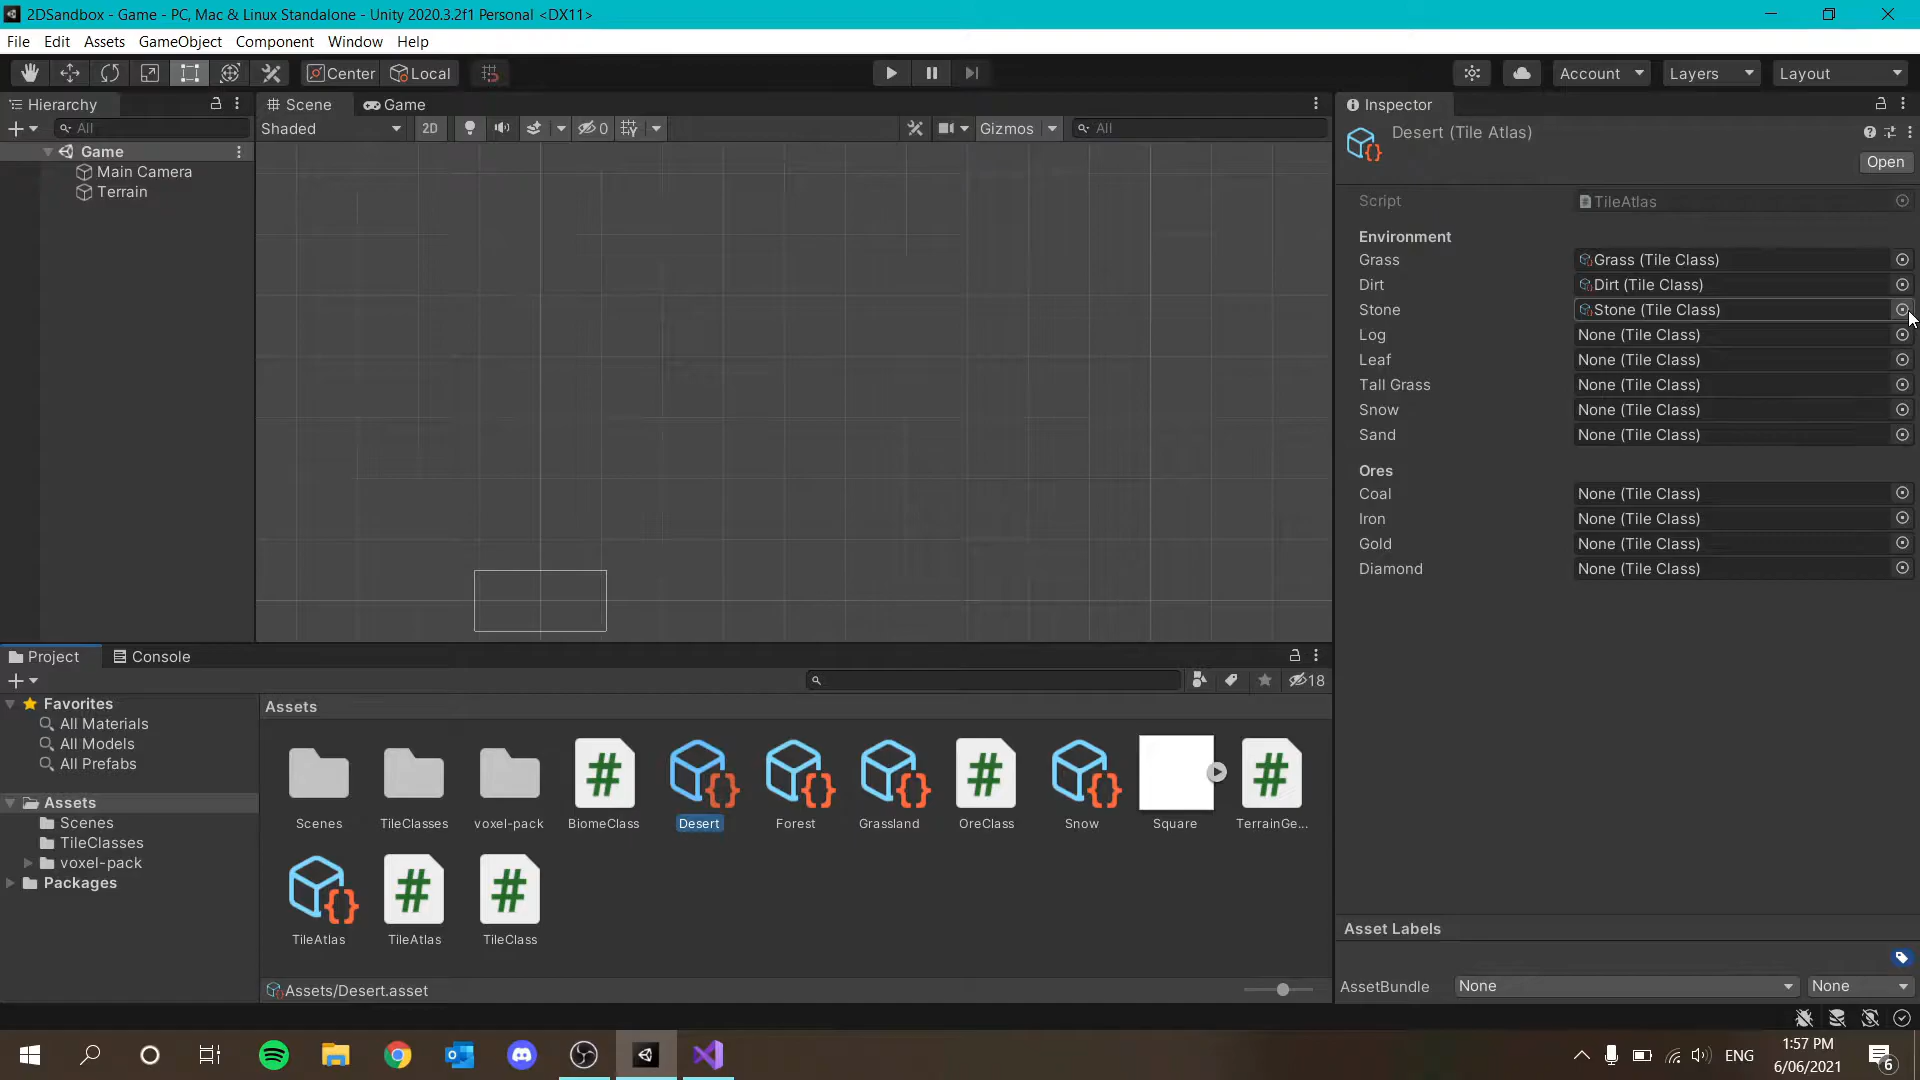 2DSandbox - Game - PC, Mac & Linux Standalone - Unity 2020.3.2f1 Personal <DX11>
File Edit Assets GameObject Component Window Help
Center Local Account Layers Layout
Hierarchy
All
Game
Main Camera
Terrain
Scene Game
Shaded 2D 0 Gizmos All
Inspector
Desert (Tile Atlas)
Open
Script TileAtlas
Environment
Grass Grass (Tile Class)
Dirt Dirt (Tile Class)
Stone Stone (Tile Class)
Log None (Tile Class)
Leaf None (Tile Class)
Tall Grass None (Tile Class)
Snow None (Tile Class)
Sand None (Tile Class)
Ores
Coal None (Tile Class)
Iron None (Tile Class)
Gold None (Tile Class)
Diamond None (Tile Class)
Asset Labels
AssetBundle None None
Project Console
18
Favorites
All Materials
All Models
All Prefabs
Assets
Scenes
TileClasses
voxel-pack
Packages
Assets
Scenes TileClasses voxel-pack BiomeClass Desert Forest Grassland OreClass Snow Square TerrainGe...
TileAtlas TileAtlas TileClass
Assets/Desert.asset
ENG
1:57 PM
6/06/2021
6